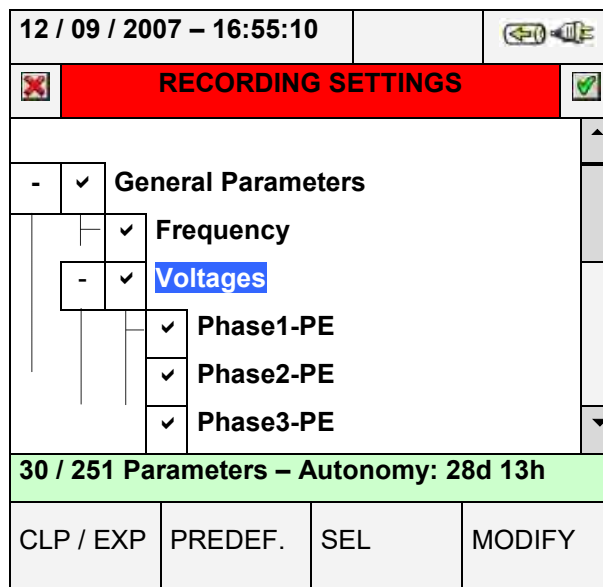 12 / 09 / 2007 – 16:55:10
RECORDING SETTINGS
- General Parameters
Frequency
- Voltages
Phase1-PE
Phase2-PE
Phase3-PE
30 / 251 Parameters – Autonomy: 28d 13h
CLP / EXP PREDEF. SEL MODIFY